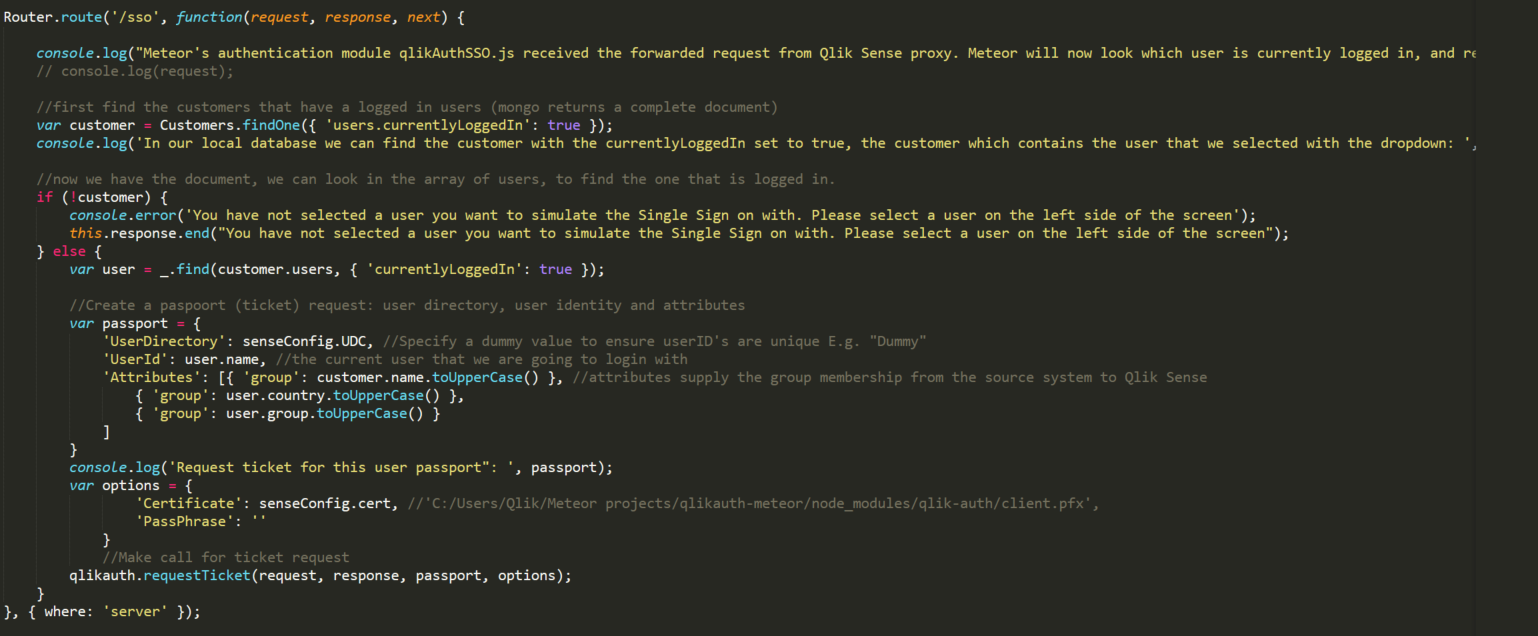 Router.route('/sso', function(request, response, next) {
console.log("Meteor's authentication module qlikAuthSSO.js received the forwarded request from Qlik Sense proxy. Meteor will now look which user is currently logged in, and
// console.log(request);
//first find the customers that have a logged in users (mongo returns a complete document)
var customer = Customers.findOne({ 'users.currentlyLoggedIn': true });
console.log('In our local database we can find the customer with the currentlyLoggedIn set to true, the customer which contains the user that we selected with the dropdown: ',
//now we have the document, we can look in the array of users, to find the one that is logged in.
if (!customer) {
console.error('You have not selected a user you want to simulate the Single Sign on with. Please select a user on the left side of the screen');
this.response.end("You have not selected a user you want to simulate the Single Sign on with. Please select a user on the left side of the screen");
} else {
var user = _.find(customer.users, { 'currentlyLoggedIn': true });
//Create a paspoort (ticket) request: user directory, user identity and attributes
var passport = {
'UserDirectory': senseConfig.UDC, //Specify a dummy value to ensure userID's are unique E.g. "Dummy"
'UserId': user.name, //the current user that we are going to login with
'Attributes': [{ 'group': customer.name.toUpperCase() }, //attributes supply the group membership from the source system to Qlik Sense
{ 'group': user.country.toUpperCase() },
{ 'group': user.group.toUpperCase() }
]
}
console.log('Request ticket for this user passport": ', passport);
var options = {
'Certificate': senseConfig.cert, //'C:/Users/Qlik/Meteor projects/qlikauth-meteor/node_modules/qlik-auth/client.pfx',
'PassPhrase': ''
}
//Make call for ticket request
qlikauth.requestTicket(request, response, passport, options);
}
}, { where: 'server' });